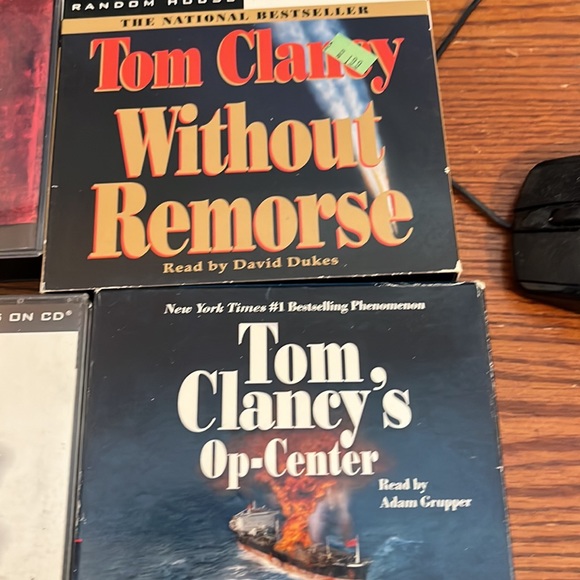 RANDOM HOUSE
THE NATIONAL BESTSELLER
Tom Clancy
Without
Remorse
Read by David Dukes
ON CD®
New York Times #1 Bestselling Phenomenon
Tom
Clancy's
Op-Center
Read by
Adam Grupper